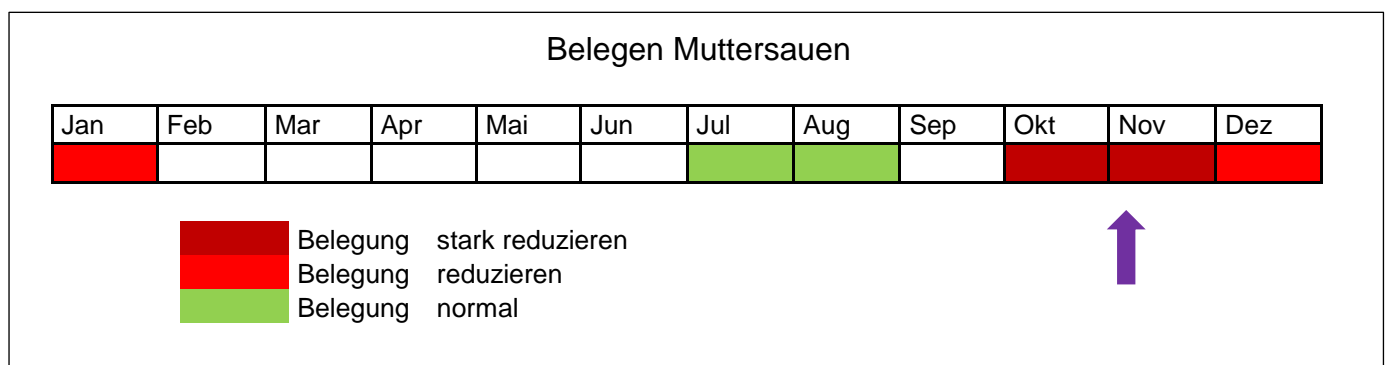 Belegen Muttersauen
Jan Feb Mar Apr Mai Jun Jul Aug Sep Okt Nov Dez
Belegung stark reduzieren
Belegung reduzieren
Belegung normal